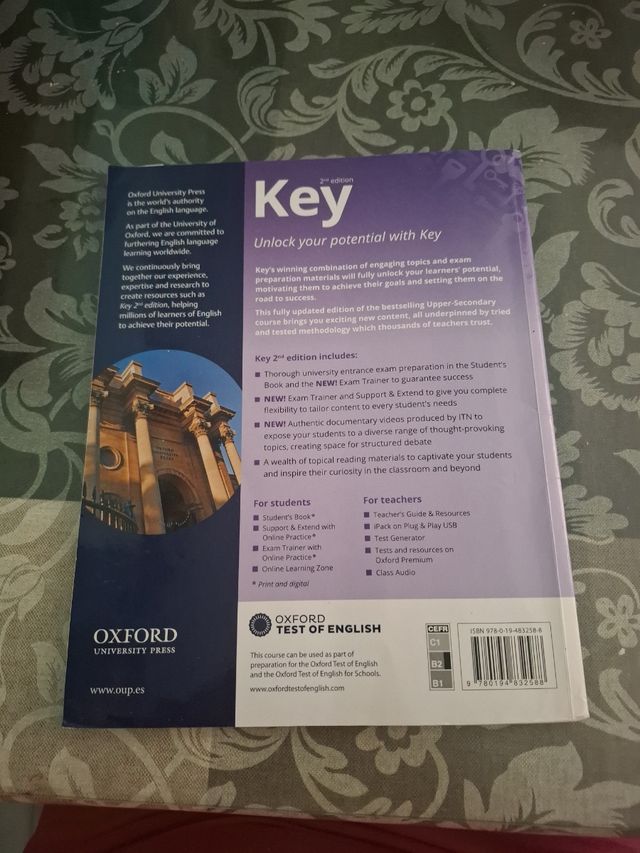 Oxford University Press
is the world's authority
on the English language.
As part of the University of
Oxford, we are committed to
furthering English language
learning worldwide.
We continuously bring
together our experience,
expertise and research to
create resources such as
Key 2nd edition, helping
millions of learners of English
to achieve their potential.
OXFORD
UNIVERSITY PRESS
www.oup.es
2nd edition
Key
Unlock your potential with Key
Key's winning combination of engaging topics and exam
preparation materials will fully unlock your learners' potential,
motivating them to achieve their goals and setting them on the
road to success.
This fully updated edition of the bestselling Upper-Secondary
course brings you exciting new content, all underpinned by tried
and tested methodology which thousands of teachers trust.
Key 2nd edition includes:
■ Thorough university entrance exam preparation in the Student's
Book and the NEW! Exam Trainer to guarantee success
■ NEW! Exam Trainer and Support & Extend to give you complete
flexibility to tailor content to every student's needs
■ NEW! Authentic documentary videos produced by ITN to
expose your students to a diverse range of thought-provoking
topics, creating space for structured debate
■ A wealth of topical reading materials to captivate your students
and inspire their curiosity in the classroom and beyond
For students
■ Student's Book*
■ Support & Extend with
Online Practice*
■ Exam Trainer with
Online Practice*
■ Online Learning Zone
* Print and digital
For teachers
■ Teacher's Guide & Resources
■ iPack on Plug & Play USB
■ Test Generator
■ Tests and resources on
Oxford Premium
■ Class Audio
OXFORD
TEST OF ENGLISH
This course can be used as part of
preparation for the Oxford Test of English
and the Oxford Test of English for Schools.
www.oxfordtestofenglish.com
CEFR
C1
B2
B1
ISBN 978-0-19-483258-8
9 780194 832588